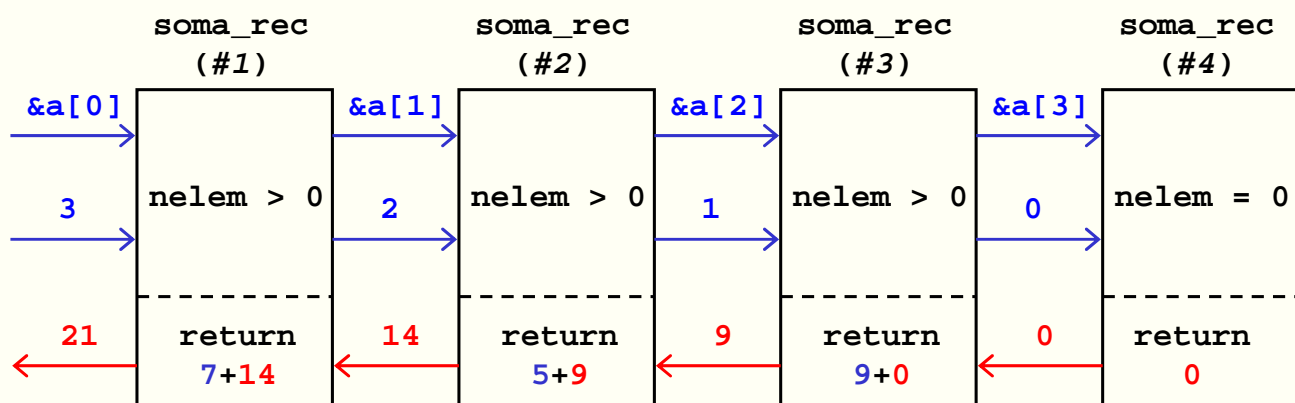 soma_rec soma_rec soma_rec soma_rec
(#1) (#2) (#3) (#4)
&a[0] &a[1] &a[2] &a[3]
3 nelem > 0 2 nelem > 0 1 nelem > 0 0 nelem = 0
21 return 14 return 9 return 0 return
7+14 5+9 9+0 0